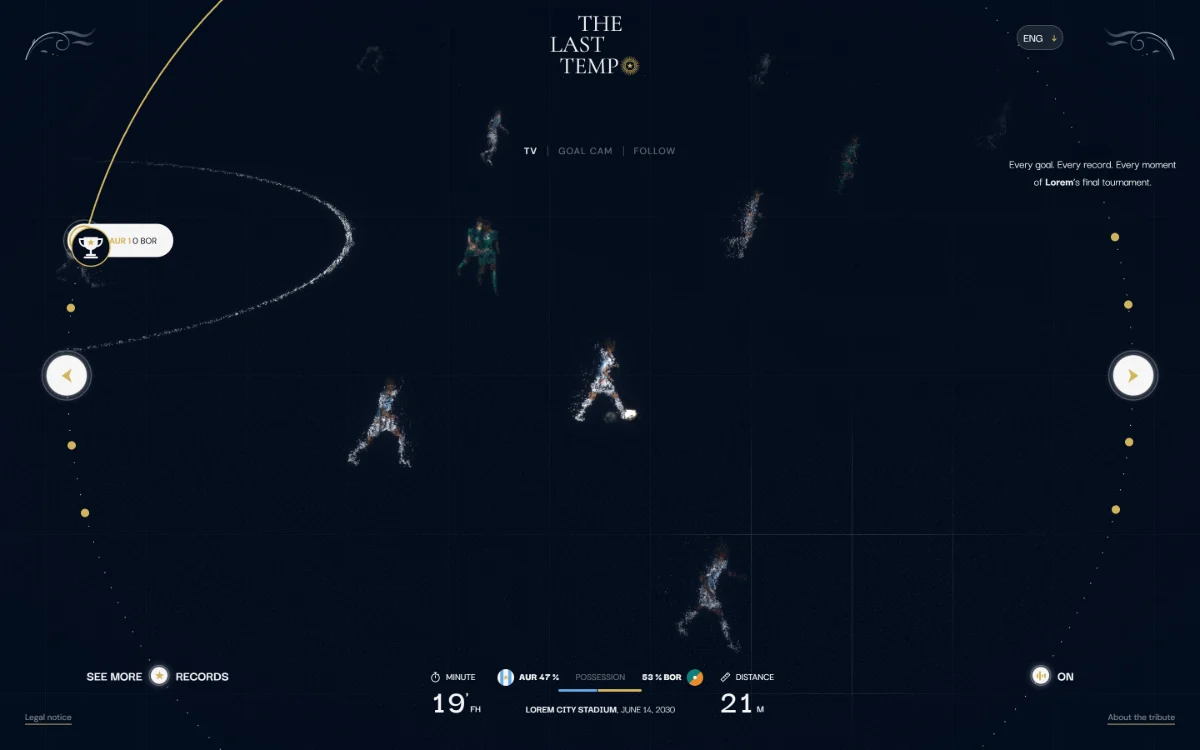 THE
LAST
TEMP
ENG
TV | GOAL CAM | FOLLOW
Every goal. Every record. Every moment
of Lorem's final tournament.
AUR 1 0 BOR
SEE MORE RECORDS
MINUTE
19' FH
AUR 47 % POSSESSION 53 % BOR
LOREM CITY STADIUM, JUNE 14, 2030
DISTANCE
21 M
ON
Legal notice
About the tribute